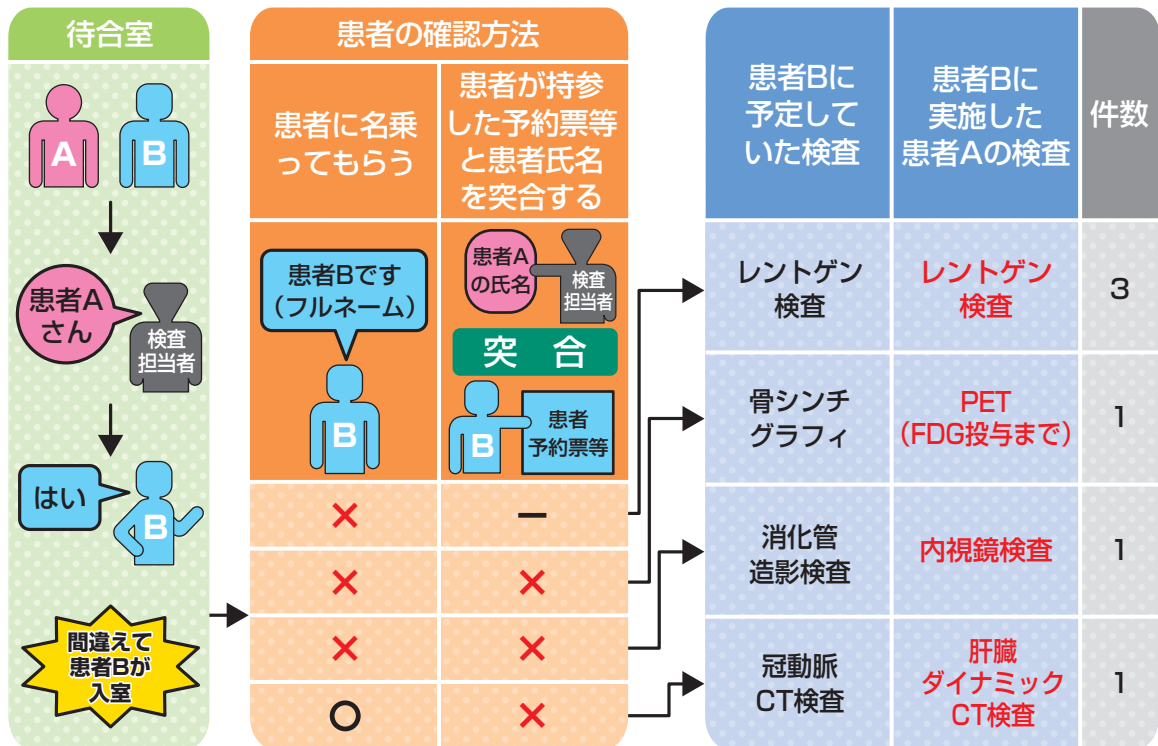 待合室
A
B
患者A
さん
検査
担当者
はい
B
間違えて
患者Bが
入室
患者の確認方法
患者に名乗
ってもらう
患者が持参
した予約票等
と患者氏名
を突合する
患者Bです
(フルネーム)
B
患者A
の氏名
検査
担当者
突 合
B
患者
予約票等
× －
× ×
× ×
○ ×
患者Bに
予定して
いた検査
患者Bに
実施した
患者Aの検査
件数
レントゲン
検査
レントゲン
検査
3
骨シンチ
グラフィ
PET
(FDG投与まで)
1
消化管
造影検査
内視鏡検査
1
冠動脈
CT検査
肝臓
ダイナミック
CT検査
1